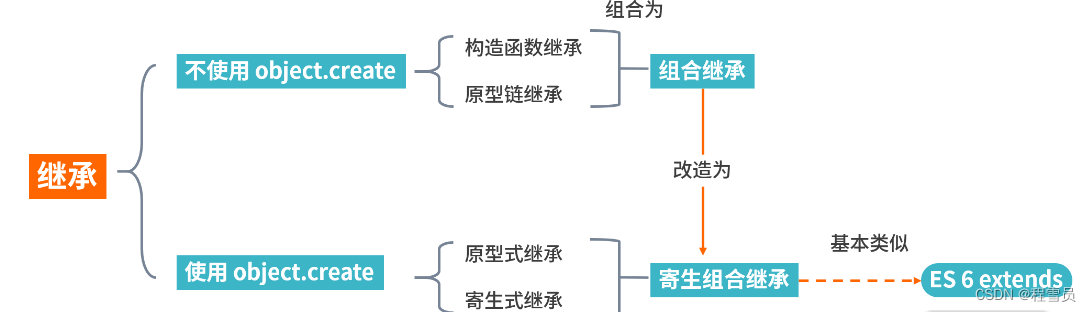 组合为
构造函数继承
不使用 object.create
组合继承
原型链继承
继承
改造为
原型式继承
基本类似
使用 object.create
寄生组合继承
ES 6 extends
寄生式继承
CSDN @程雪员